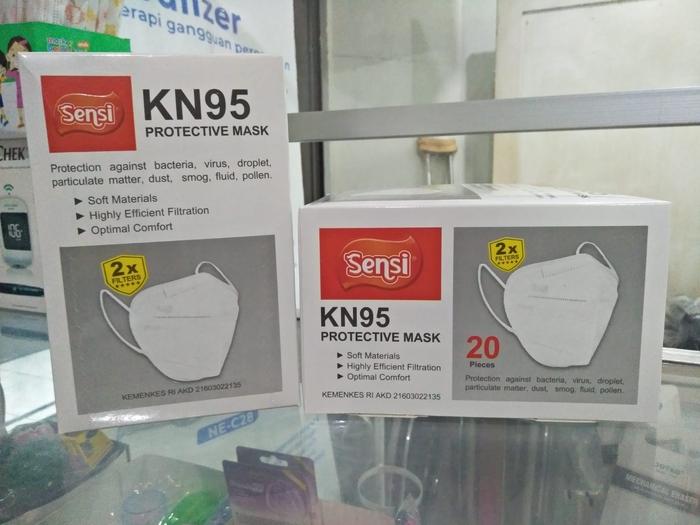 erapi gangguan
CHEK
Sensi
KN95
PROTECTIVE MASK
Protection against bacteria, virus, droplet,
particulate matter, dust, smog, fluid, pollen.
Soft Materials
Highly Efficient Filtration
Optimal Comfort
2x
FILTERS
KEMENKES RI AKD 21603022135
Sensi
KN95
PROTECTIVE MASK
Soft Materials
Highly Efficient Filtration
Optimal Comfort
KEMENKES RI AKD 21603022135
2x
FILTERS
20
Pieces
Protection against bacteria, virus, droplet,
particulate matter, dust, smog, fluid, pollen.
NE-C28
MECHANICAL ERASER